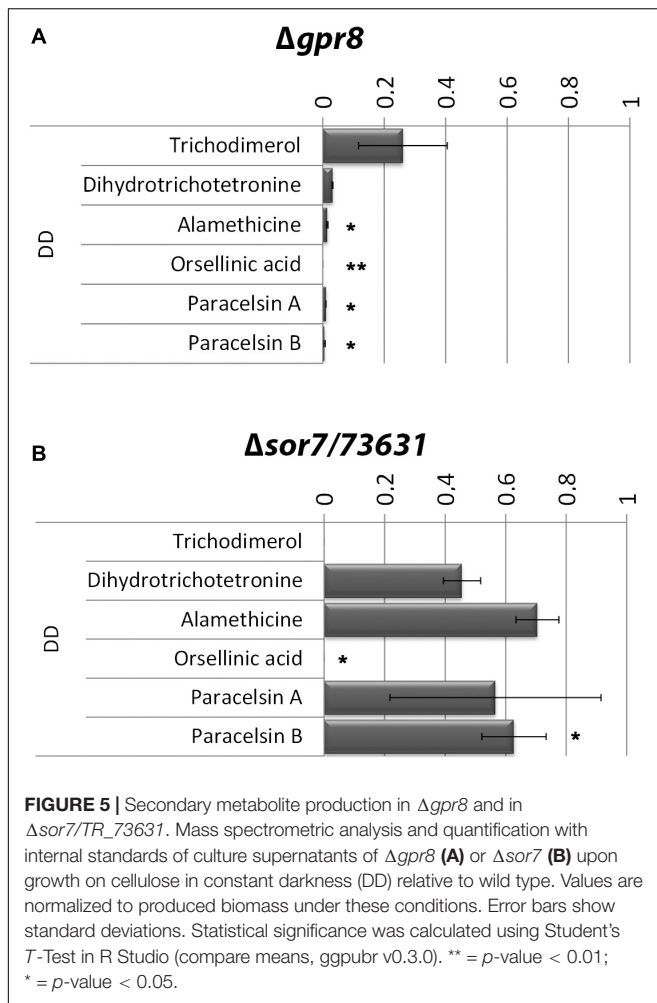 A
Δgpr8
0
0.2
0.4
0.6
0.8
1
DD
Trichodimerol
Dihydrotrichotetronine
Alamethicine *
Orsellinic acid **
Paracelsin A *
Paracelsin B *
B
Δsor7/73631
0
0.2
0.4
0.6
0.8
1
DD
Trichodimerol
Dihydrotrichotetronine
Alamethicine
Orsellinic acid *
Paracelsin A
Paracelsin B *
FIGURE 5 | Secondary metabolite production in Δgpr8 and in
Δsor7/TR_73631. Mass spectrometric analysis and quantification with
internal standards of culture supernatants of Δgpr8 (A) or Δsor7 (B) upon
growth on cellulose in constant darkness (DD) relative to wild type. Values are
normalized to produced biomass under these conditions. Error bars show
standard deviations. Statistical significance was calculated using Student's
T-Test in R Studio (compare means, ggpubr v0.3.0). ** = p-value < 0.01;
* = p-value < 0.05.